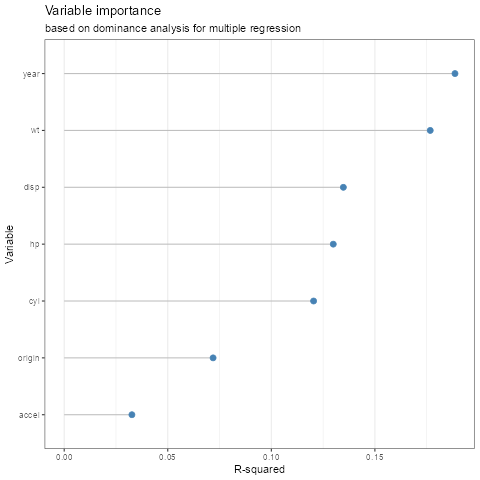 Variable importance
based on dominance analysis for multiple regression
year
wt
disp
hp
cyl
origin
accel
Variable
0.00 0.05 0.10 0.15
R-squared